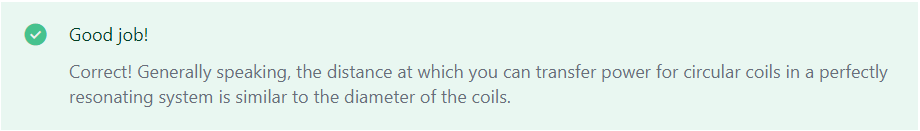 Good job!
Correct! Generally speaking, the distance at which you can transfer power for circular coils in a perfectly
resonating system is similar to the diameter of the coils.